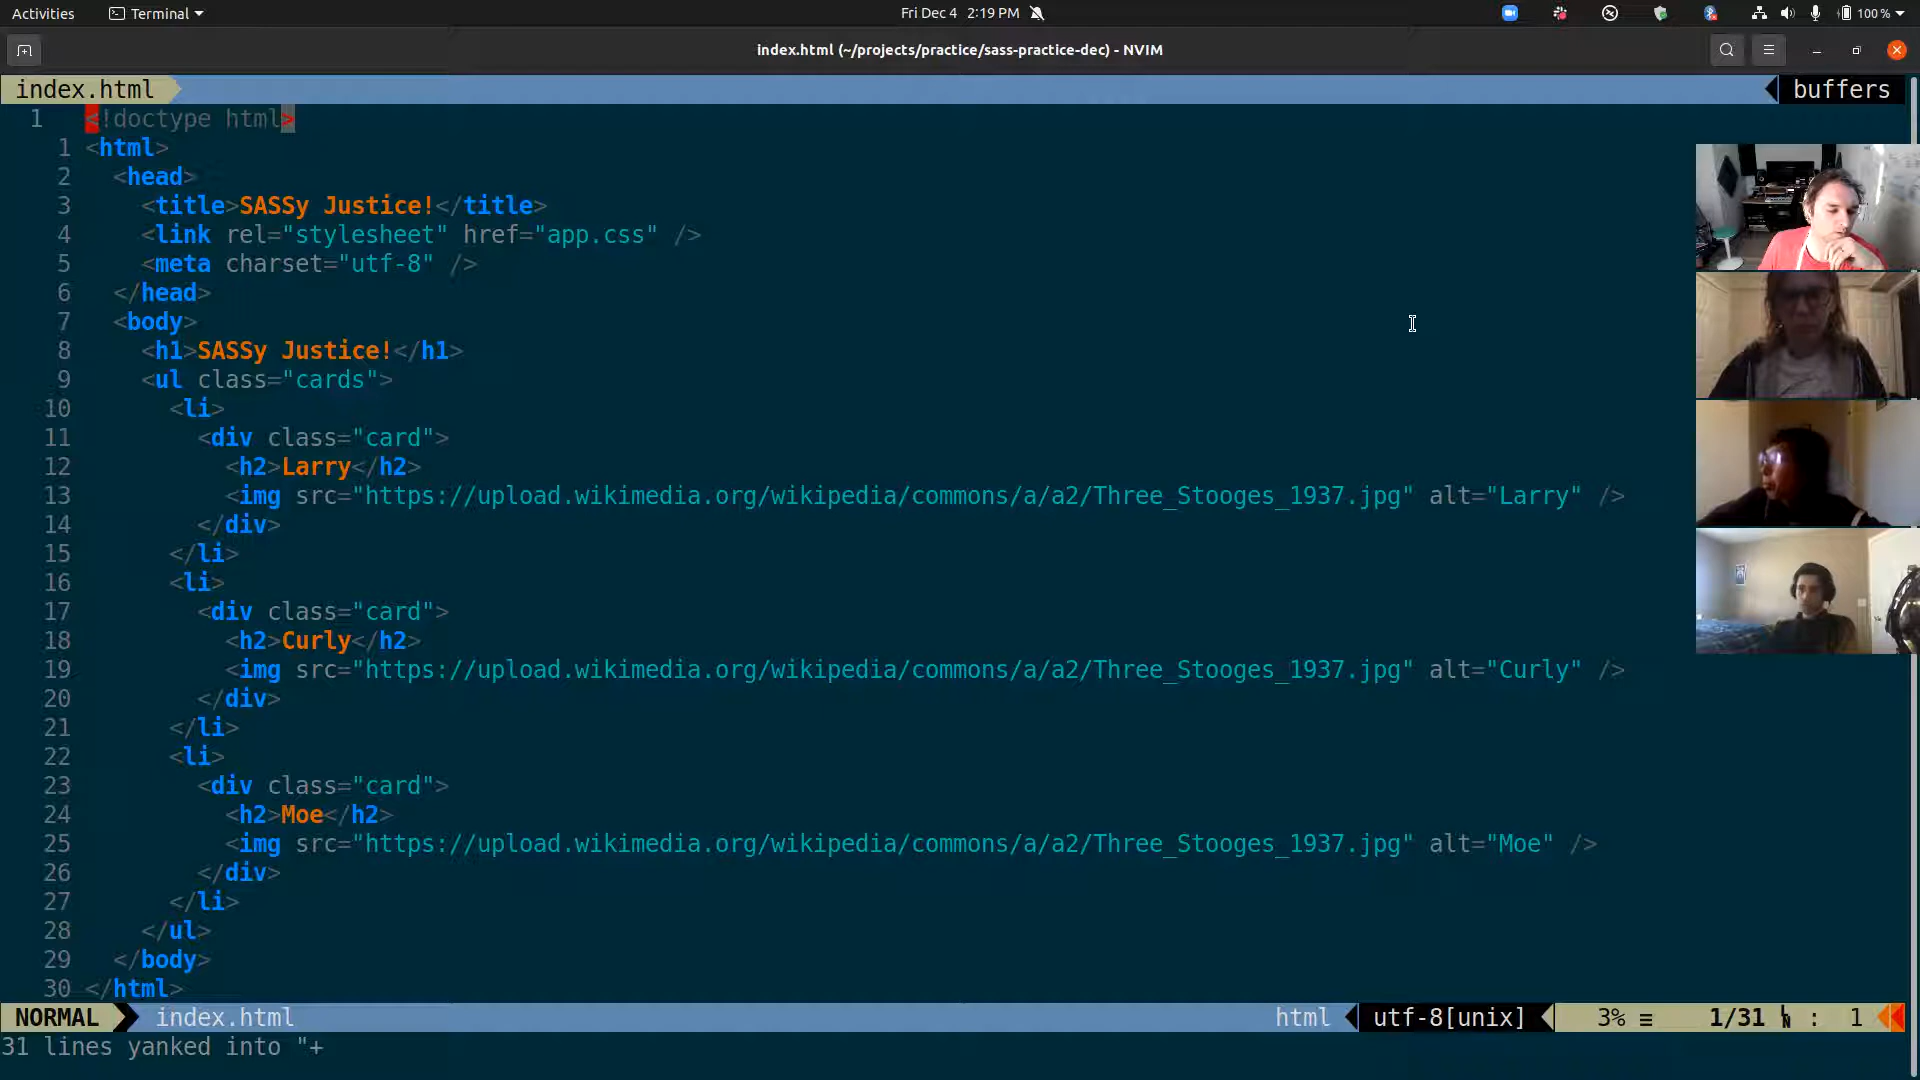 Activities Terminal Fri Dec 4 2:19 PM 100 %
index.html (~/projects/practice/sass-practice-dec) - NVIM
index.html buffers
1 <!doctype html>
1 <html>
2 <head>
3 <title>SASSy Justice!</title>
4 <link rel="stylesheet" href="app.css" />
5 <meta charset="utf-8" />
6 </head>
7 <body>
8 <h1>SASSy Justice!</h1>
9 <ul class="cards">
10 <li>
11 <div class="card">
12 <h2>Larry</h2>
13 <img src="https://upload.wikimedia.org/wikipedia/commons/a/a2/Three_Stooges_1937.jpg" alt="Larry" />
14 </div>
15 </li>
16 <li>
17 <div class="card">
18 <h2>Curly</h2>
19 <img src="https://upload.wikimedia.org/wikipedia/commons/a/a2/Three_Stooges_1937.jpg" alt="Curly" />
20 </div>
21 </li>
22 <li>
23 <div class="card">
24 <h2>Moe</h2>
25 <img src="https://upload.wikimedia.org/wikipedia/commons/a/a2/Three_Stooges_1937.jpg" alt="Moe" />
26 </div>
27 </li>
28 </ul>
29 </body>
30 </html>
NORMAL index.html html utf-8[unix] 3% ≡ 1/31 ㏑ : 1
31 lines yanked into "+